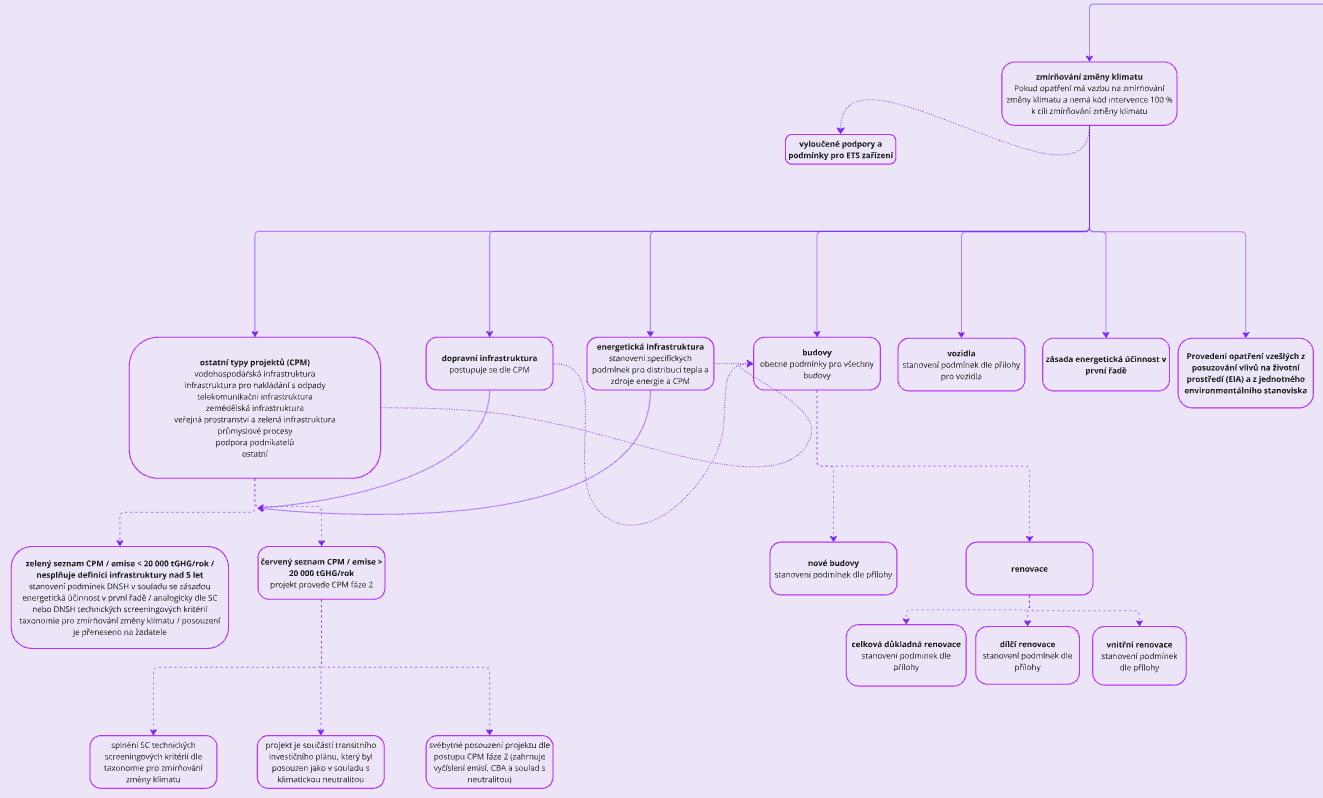 zmírňování změny klimatu
Pokud opatření má vazbu na zmírňování
změny klimatu a nemá kód intervence 100 %
k cíli zmírňování změny klimatu
vyloučené podpory a
podmínky pro ETS zařízení
ostatní typy projektů (CPM)
vodohospodářská infrastruktura
infrastruktura pro nakládání s odpady
telekomunikační infrastruktura
zemědělská infrastruktura
veřejná prostranství a zelená infrastruktura
průmyslové procesy
podpora podnikatelů
ostatní
dopravní infrastruktura
postupuje se dle CPM
energetická infrastruktura
stanovení specifických
podmínek pro distribuci tepla a
zdroje energie a CPM
budovy
obecné podmínky pro všechny
budovy
vozidla
stanovení podmínek dle přílohy
pro vozidla
zásada energetická účinnost v
první řadě
Provedení opatření vzešlých z
posuzování vlivů na životní
prostředí (EIA) a z jednotného
environmentálního stanoviska
zelený seznam CPM / emise < 20 000 tGHG/rok /
nesplňuje definici infrastruktury nad 5 let
stanovení podmínek DNSH v souladu se zásadou
energetická účinnost v první řadě / analogicky dle SC
nebo DNSH technických screeningových kritérií
taxonomie pro zmírňování změny klimatu / posouzení
je přeneseno na žadatele
červený seznam CPM / emise >
20 000 tGHG/rok
projekt provede CPM fáze 2
nové budovy
stanovení podmínek dle přílohy
renovace
celková důkladná renovace
stanovení podmínek dle
přílohy
dílčí renovace
stanovení podmínek dle
přílohy
vnitřní renovace
stanovení podmínek
dle přílohy
splnění SC technických
screeningových kritérií dle
taxonomie pro zmírňování
změny klimatu
projekt je součástí transitního
investičního plánu, který byl
posouzen jako v souladu s
klimatickou neutralitou
svébytné posouzení projektu dle
postupu CPM fáze 2 (zahrnuje
vyčíslení emisí, CBA a soulad s
neutralitou)